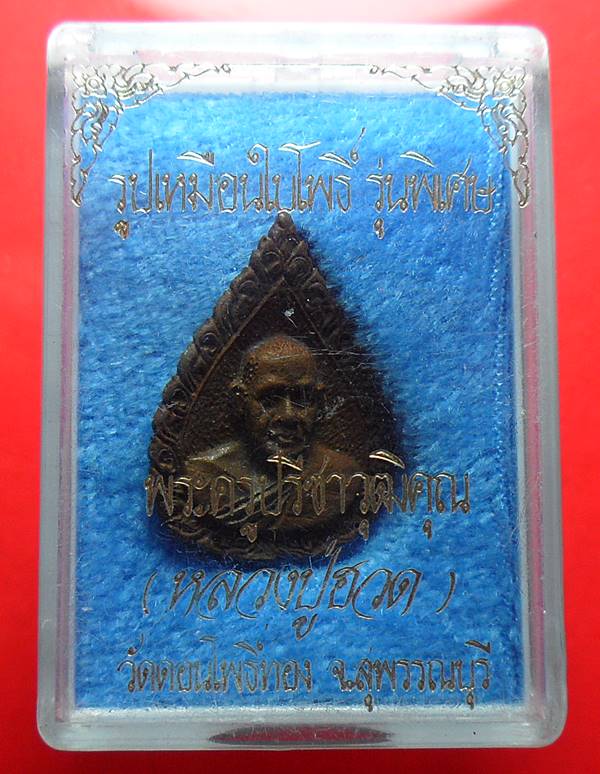 รูปเหมือนใบโพธิ์ รุ่นพิเศษ
พระครูปรีชาวุฒิคุณ
(หลวงปู่ฮวด)
วัดดอนโพธิ์ทอง จ.สุพรรณบุรี